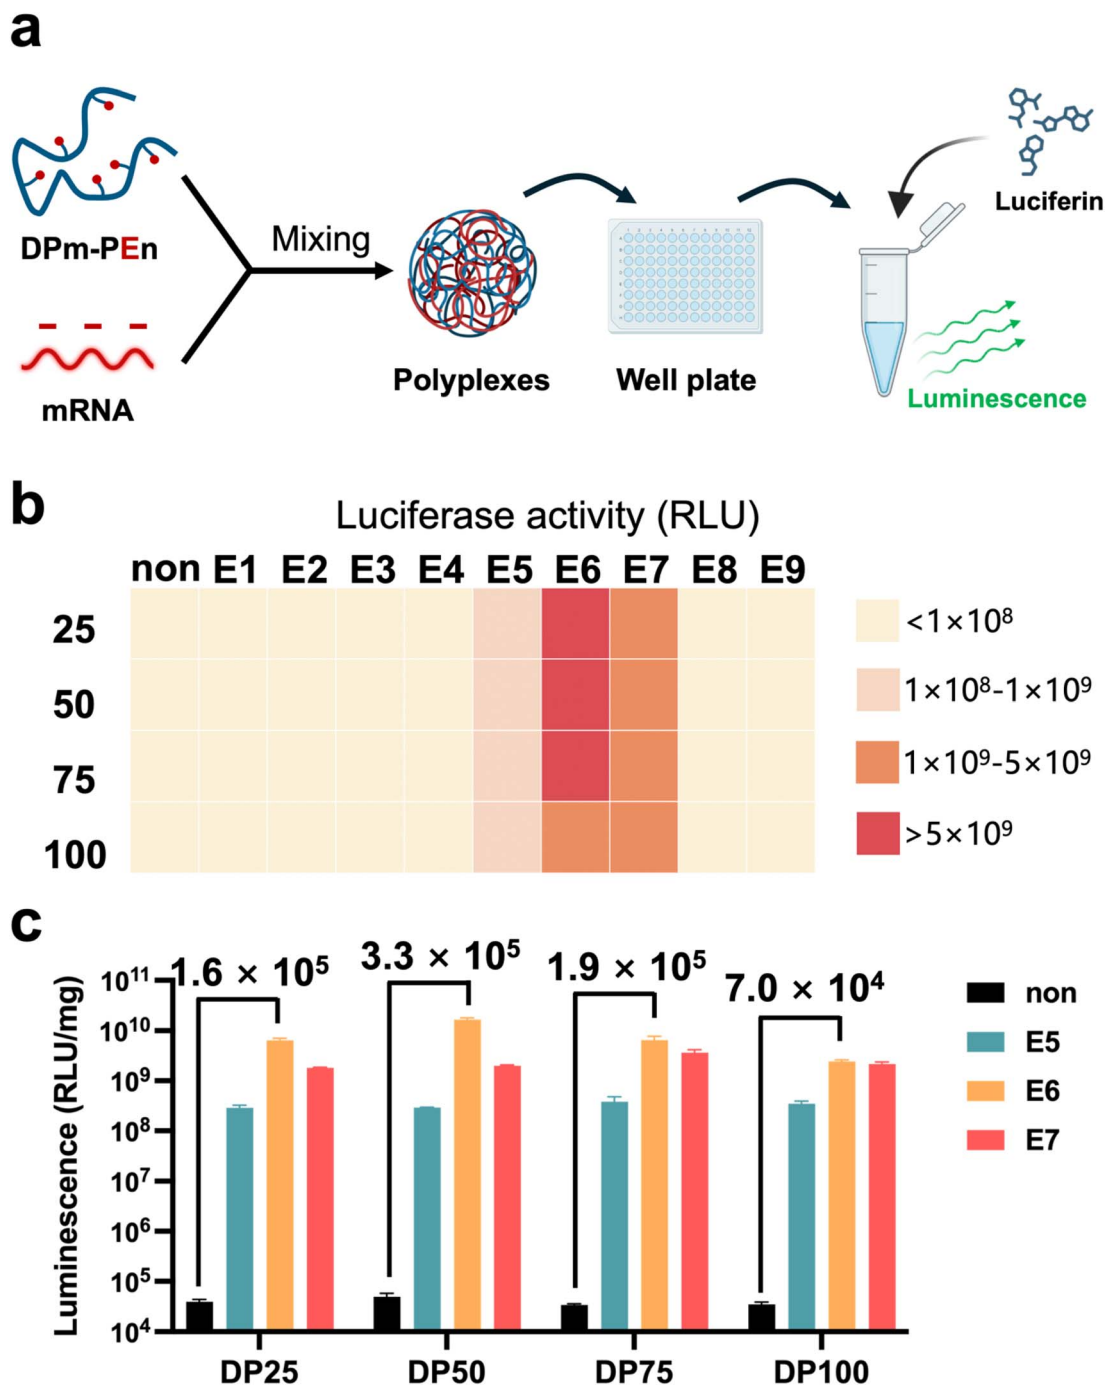 a
DPm-PEn
mRNA
Mixing
Polyplexes
Well plate
Luciferin
Luminescence
b
Luciferase activity (RLU)
non E1 E2 E3 E4 E5 E6 E7 E8 E9
25
50
75
100
<1×10⁸
1×10⁸-1×10⁹
1×10⁹-5×10⁹
>5×10⁹
c
Luminescence (RLU/mg)
10¹¹
10¹⁰
10⁹
10⁸
10⁷
10⁶
10⁵
10⁴
1.6 × 10⁵
3.3 × 10⁵
1.9 × 10⁵
7.0 × 10⁴
DP25 DP50 DP75 DP100
non
E5
E6
E7